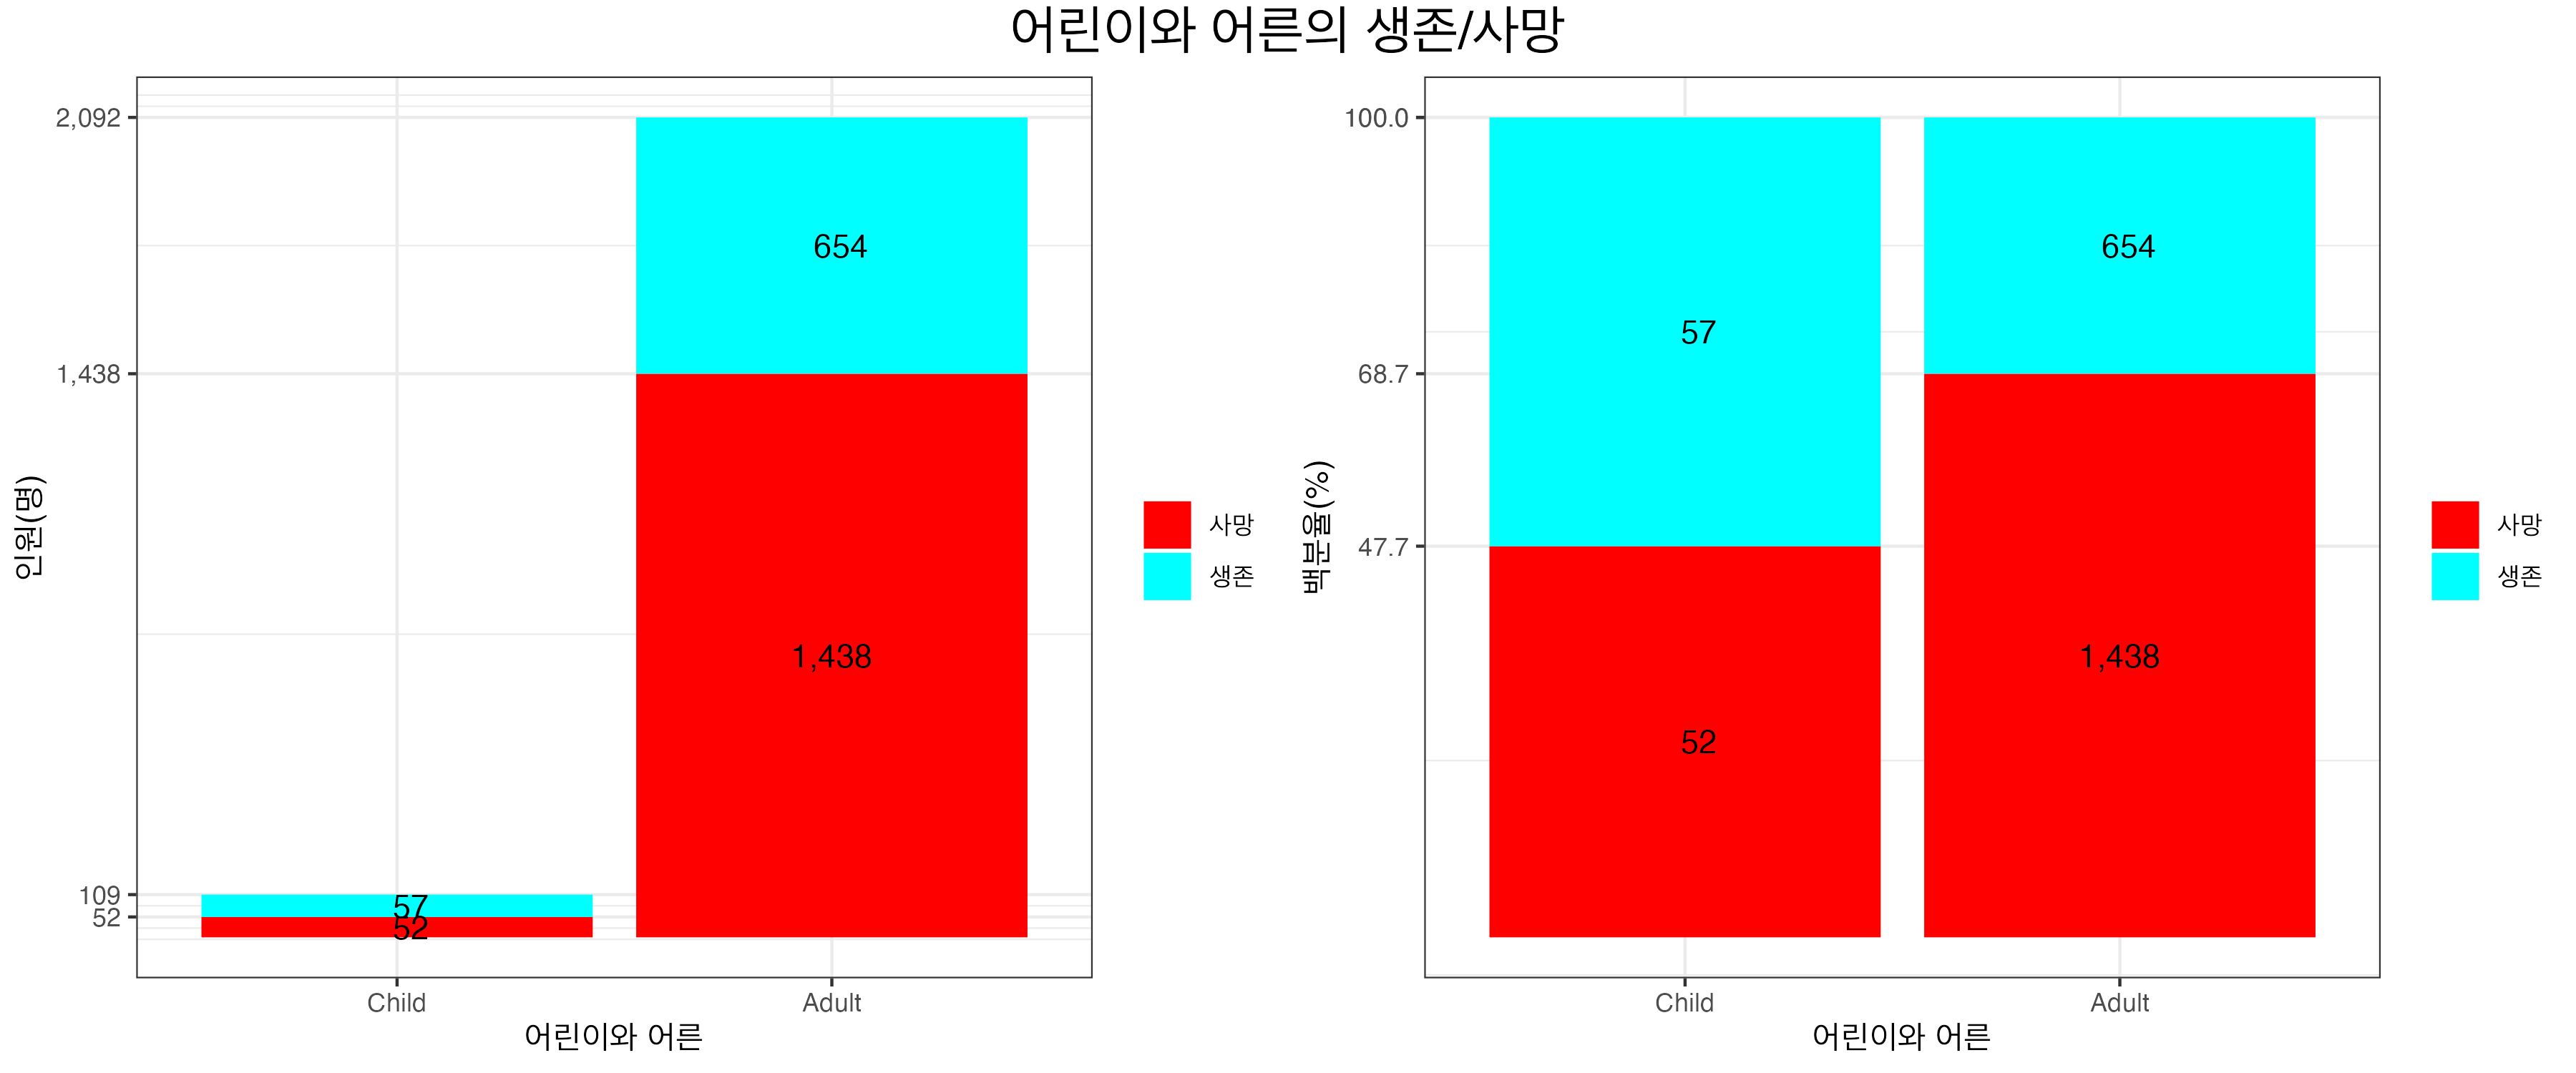 어린이와 어른의 생존/사망
인원(명)
2,092
1,438
109
52
654
1,438
57
52
Child
Adult
어린이와 어른
사망
생존
백분율(%)
100.0
68.7
47.7
57
654
52
1,438
Child
Adult
어린이와 어른
사망
생존